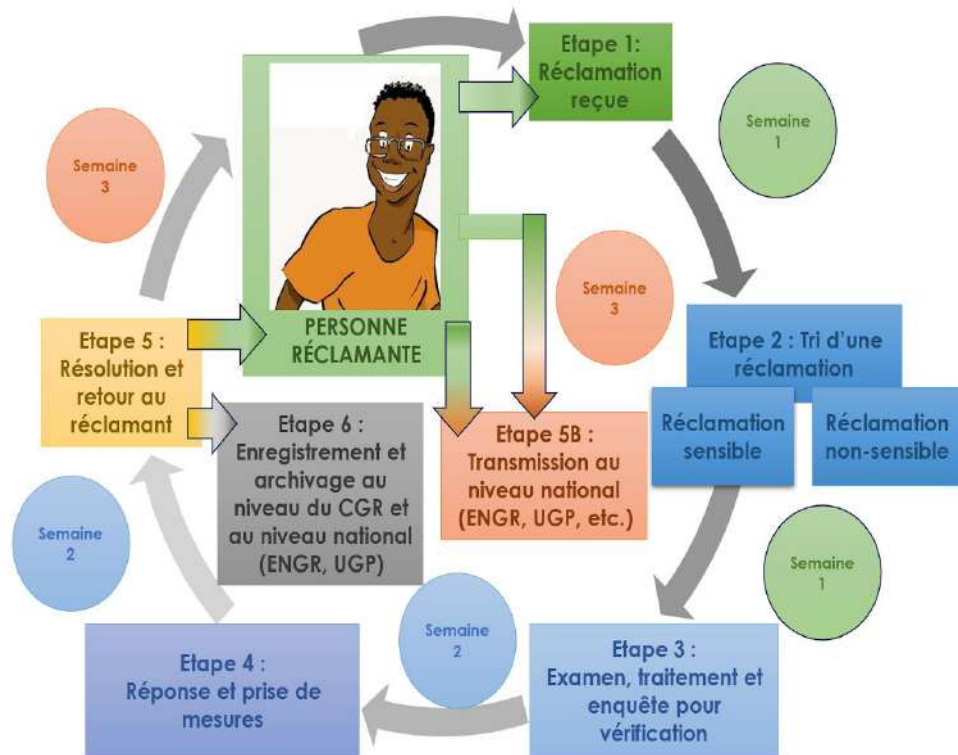 Etape 1:
Réclamation
reçue
Semaine
1
Etape 2 : Tri d'une
réclamation
Réclamation
sensible
Réclamation
non-sensible
Semaine
1
Etape 3 :
Examen, traitement et
enquête pour
vérification
Semaine
2
Etape 4 :
Réponse et prise de
mesures
Semaine
2
Etape 5 :
Résolution et
retour au
réclamant
Semaine
3
PERSONNE
RÉCLAMANTE
Semaine
3
Etape 5B :
Transmission au
niveau national
(ENGR, UGP, etc.)
Etape 6 :
Enregistrement et
archivage au
niveau du CGR et
au niveau national
(ENGR, UGP)